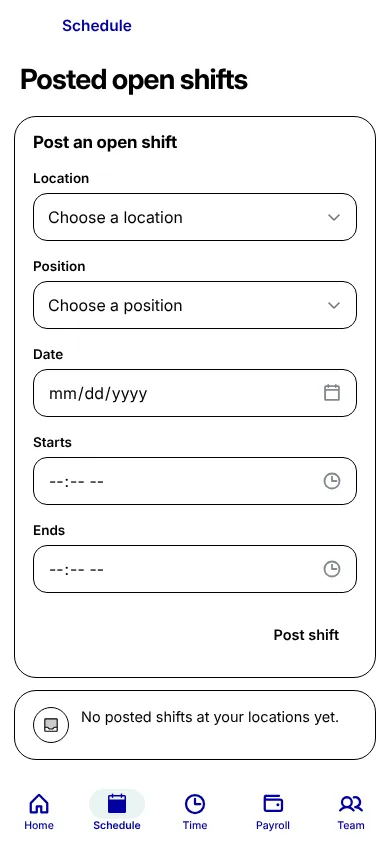 Schedule
Posted open shifts
Post an open shift
Location
Choose a location
Position
Choose a position
Date
mm/dd/yyyy
Starts
--:-- --
Ends
--:-- --
Post shift
No posted shifts at your locations yet.
Home
Schedule
Time
Payroll
Team